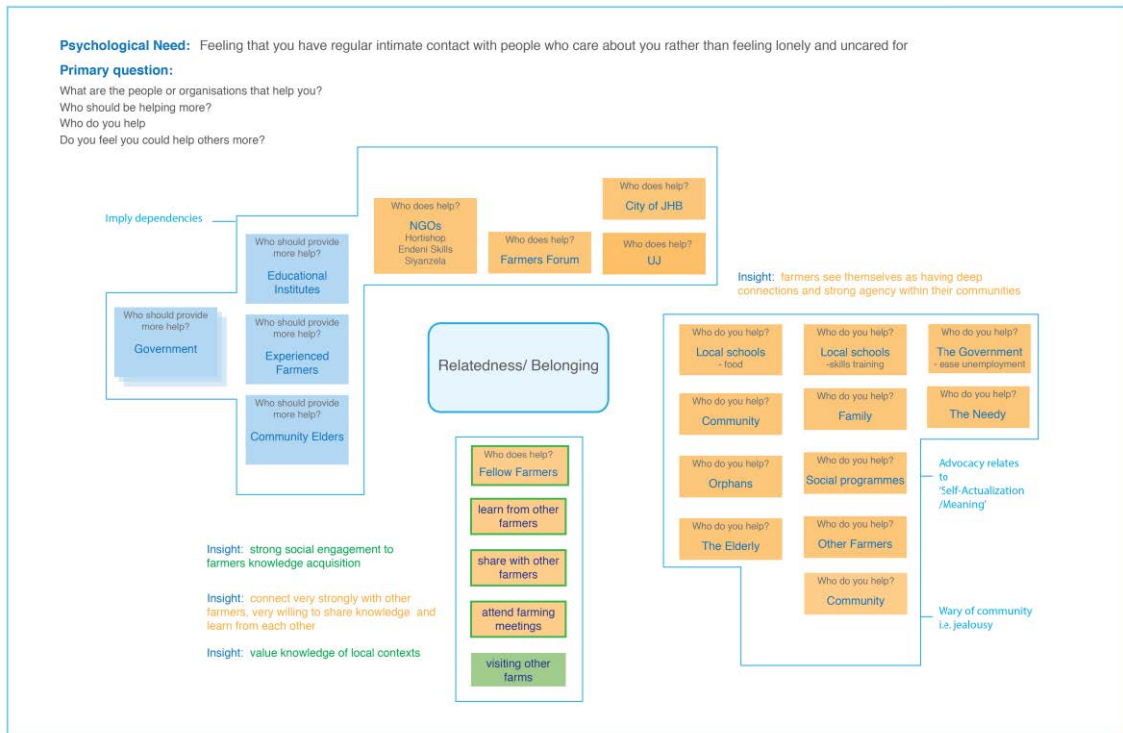 Psychological Need: Feeling that you have regular intimate contact with people who care about you rather than feeling lonely and uncared for
Primary question:
What are the people or organisations that help you?
Who should be helping more?
Who do you help
Do you feel you could help others more?
Imply dependencies
Who should provide
more help?
Government
Who should provide
more help?
Educational
Institutes
Who should provide
more help?
Experienced
Farmers
Who should provide
more help?
Community Elders
Who does help?
NGOs
Hortishop
Endeni Skills
Siyanzela
Who does help?
Farmers Forum
Who does help?
City of JHB
Who does help?
UJ
Relatedness/ Belonging
Insight: farmers see themselves as having deep
connections and strong agency within their communities
Who do you help?
Local schools
- food
Who do you help?
Local schools
-skills training
Who do you help?
The Government
- ease unemployment
Who do you help?
Community
Who do you help?
Family
Who do you help?
The Needy
Who do you help?
Orphans
Who do you help?
Social programmes
Who do you help?
The Elderly
Who do you help?
Other Farmers
Who do you help?
Community
Advocacy relates
to
'Self-Actualization
/Meaning'
Wary of community
i.e. jealousy
Who does help?
Fellow Farmers
learn from other
farmers
share with other
farmers
attend farming
meetings
visiting other
farms
Insight: strong social engagement to
farmers knowledge acquisition
Insight: connect very strongly with other
farmers, very willing to share knowledge and
learn from each other
Insight: value knowledge of local contexts